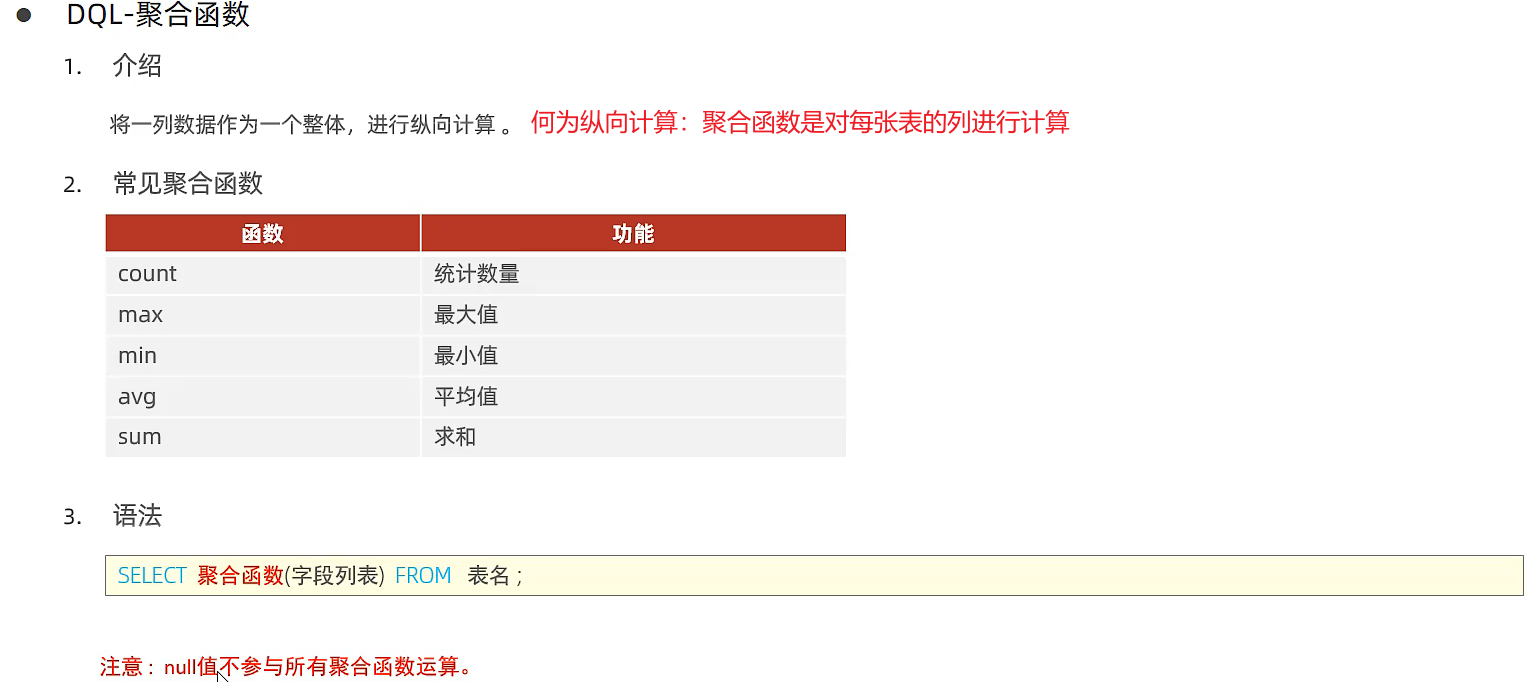 ● DQL-聚合函数
1. 介绍
将一列数据作为一个整体，进行纵向计算 。 何为纵向计算：聚合函数是对每张表的列进行计算
2. 常见聚合函数
函数 功能
count 统计数量
max 最大值
min 最小值
avg 平均值
sum 求和
3. 语法
SELECT 聚合函数(字段列表) FROM 表名 ;
注意 : null值不参与所有聚合函数运算。